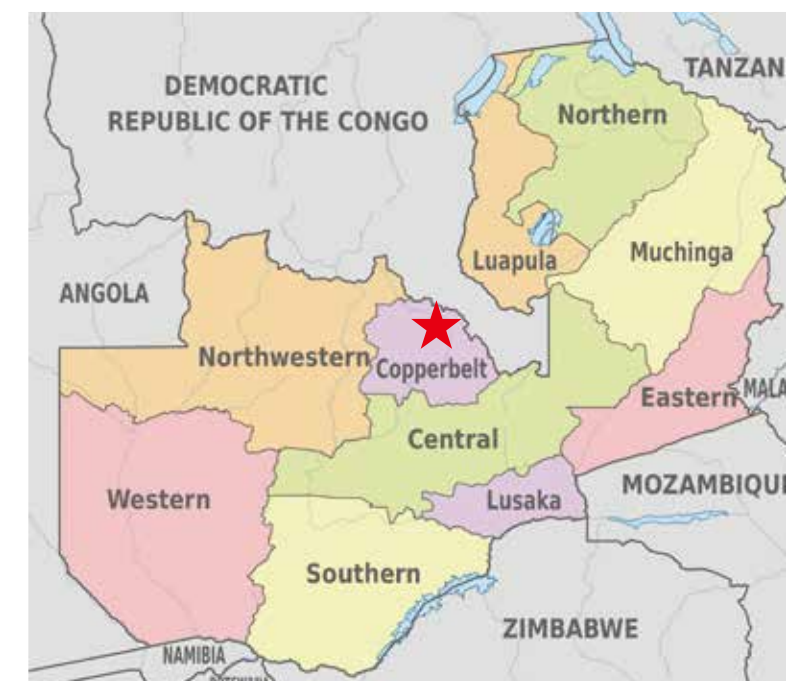 TANZAN
DEMOCRATIC
REPUBLIC OF THE CONGO
Northern
Muchinga
Luapula
ANGOLA
Northwestern
Copperbelt
Eastern
MALA
Central
Western
Lusaka
MOZAMBIQUE
Southern
ZIMBABWE
NAMIBIA